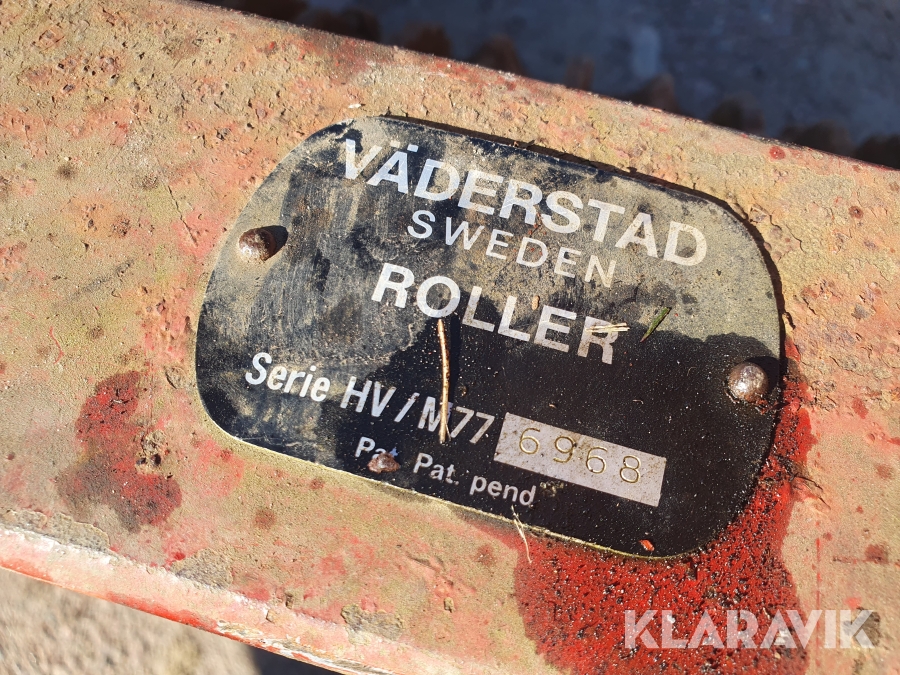 VÄDERSTAD
SWEDEN
ROLLER
Serie HV/M77 6968
Pat. Pat. pend
KLARAVIK